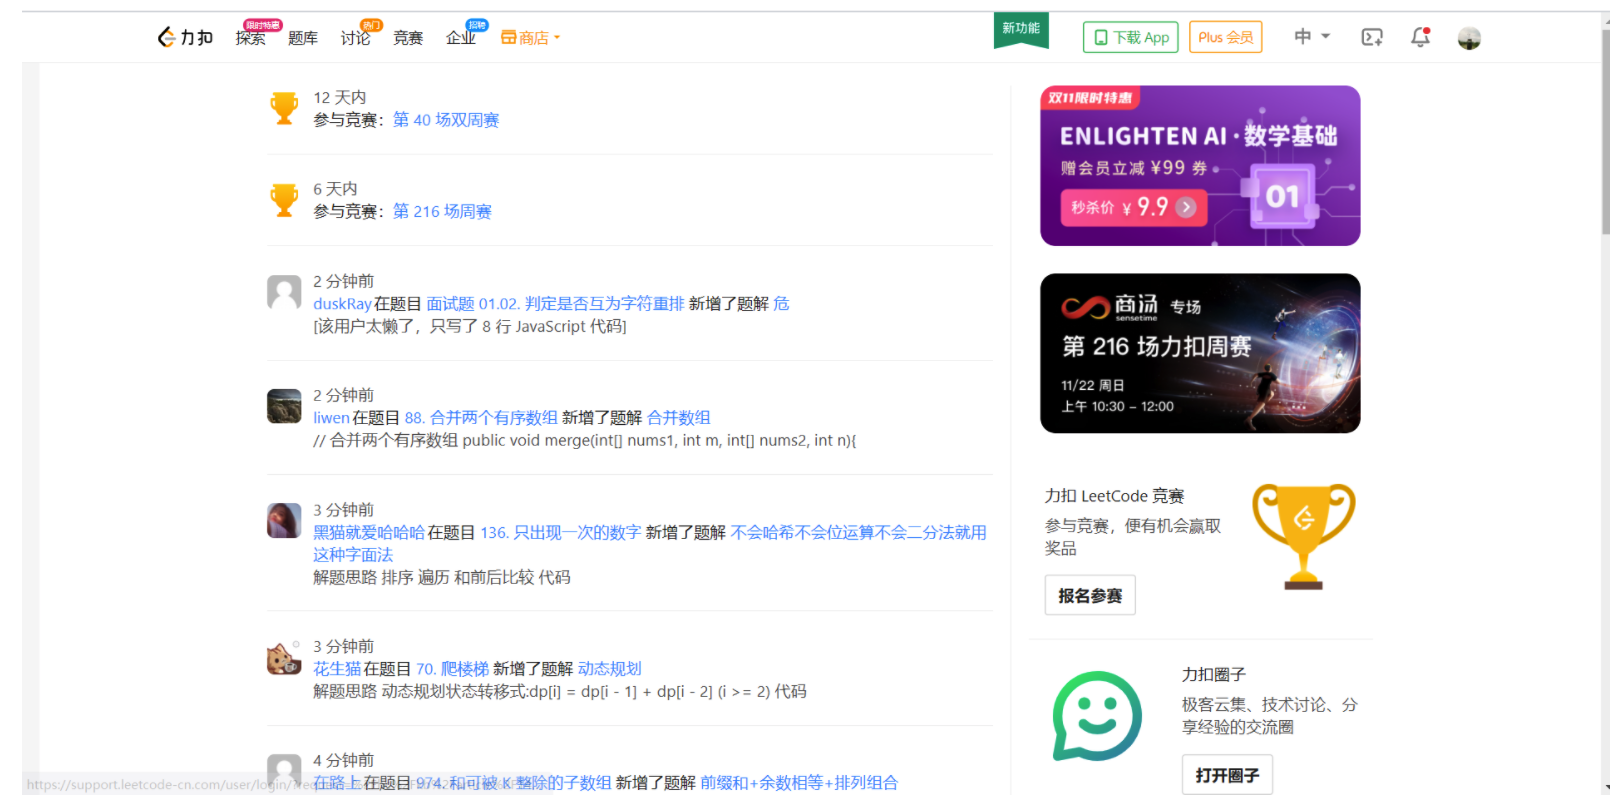 力扣
探索
限时特惠
题库
讨论
热门
竞赛
企业
招聘
商店
新功能
下载 App
Plus 会员
中
12 天内
参与竞赛：第 40 场双周赛
6 天内
参与竞赛：第 216 场周赛
2 分钟前
duskRay 在题目 面试题 01.02. 判定是否互为字符重排 新增了题解 危
[该用户太懒了，只写了 8 行 JavaScript 代码]
2 分钟前
liwen 在题目 88. 合并两个有序数组 新增了题解 合并数组
// 合并两个有序数组 public void merge(int[] nums1, int m, int[] nums2, int n){
3 分钟前
黑猫就爱哈哈哈 在题目 136. 只出现一次的数字 新增了题解 不会哈希不会位运算不会二分法就用
这种字面法
解题思路 排序 遍历 和前后比较 代码
3 分钟前
花生猫 在题目 70. 爬楼梯 新增了题解 动态规划
解题思路 动态规划状态转移式:dp[i] = dp[i - 1] + dp[i - 2] (i >= 2) 代码
4 分钟前
在路上 在题目 974. 和可被 K 整除的子数组 新增了题解 前缀和+余数相等+排列组合
https://support.leetcode-cn.com/user/login/
双11限时特惠
ENLIGHTEN AI · 数学基础
赠会员立减 ¥99 券
秒杀价 ¥ 9.9
01
商汤 专场
sensetime
第 216 场力扣周赛
11/22 周日
上午 10:30 – 12:00
力扣 LeetCode 竞赛
参与竞赛，便有机会赢取
奖品
报名参赛
力扣圈子
极客云集、技术讨论、分
享经验的交流圈
打开圈子